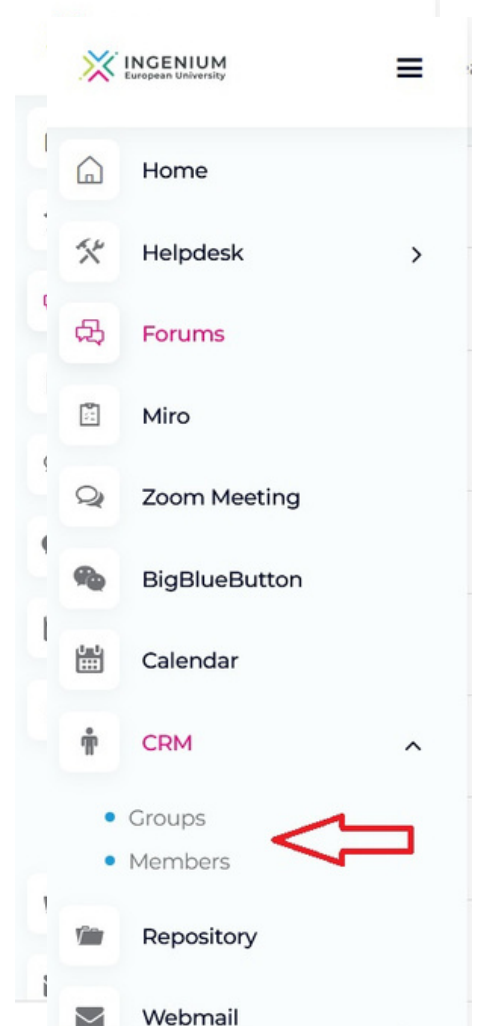 INGENIUM
European University
Home
Helpdesk
Forums
Miro
Zoom Meeting
BigBlueButton
Calendar
CRM
Groups
Members
Repository
Webmail